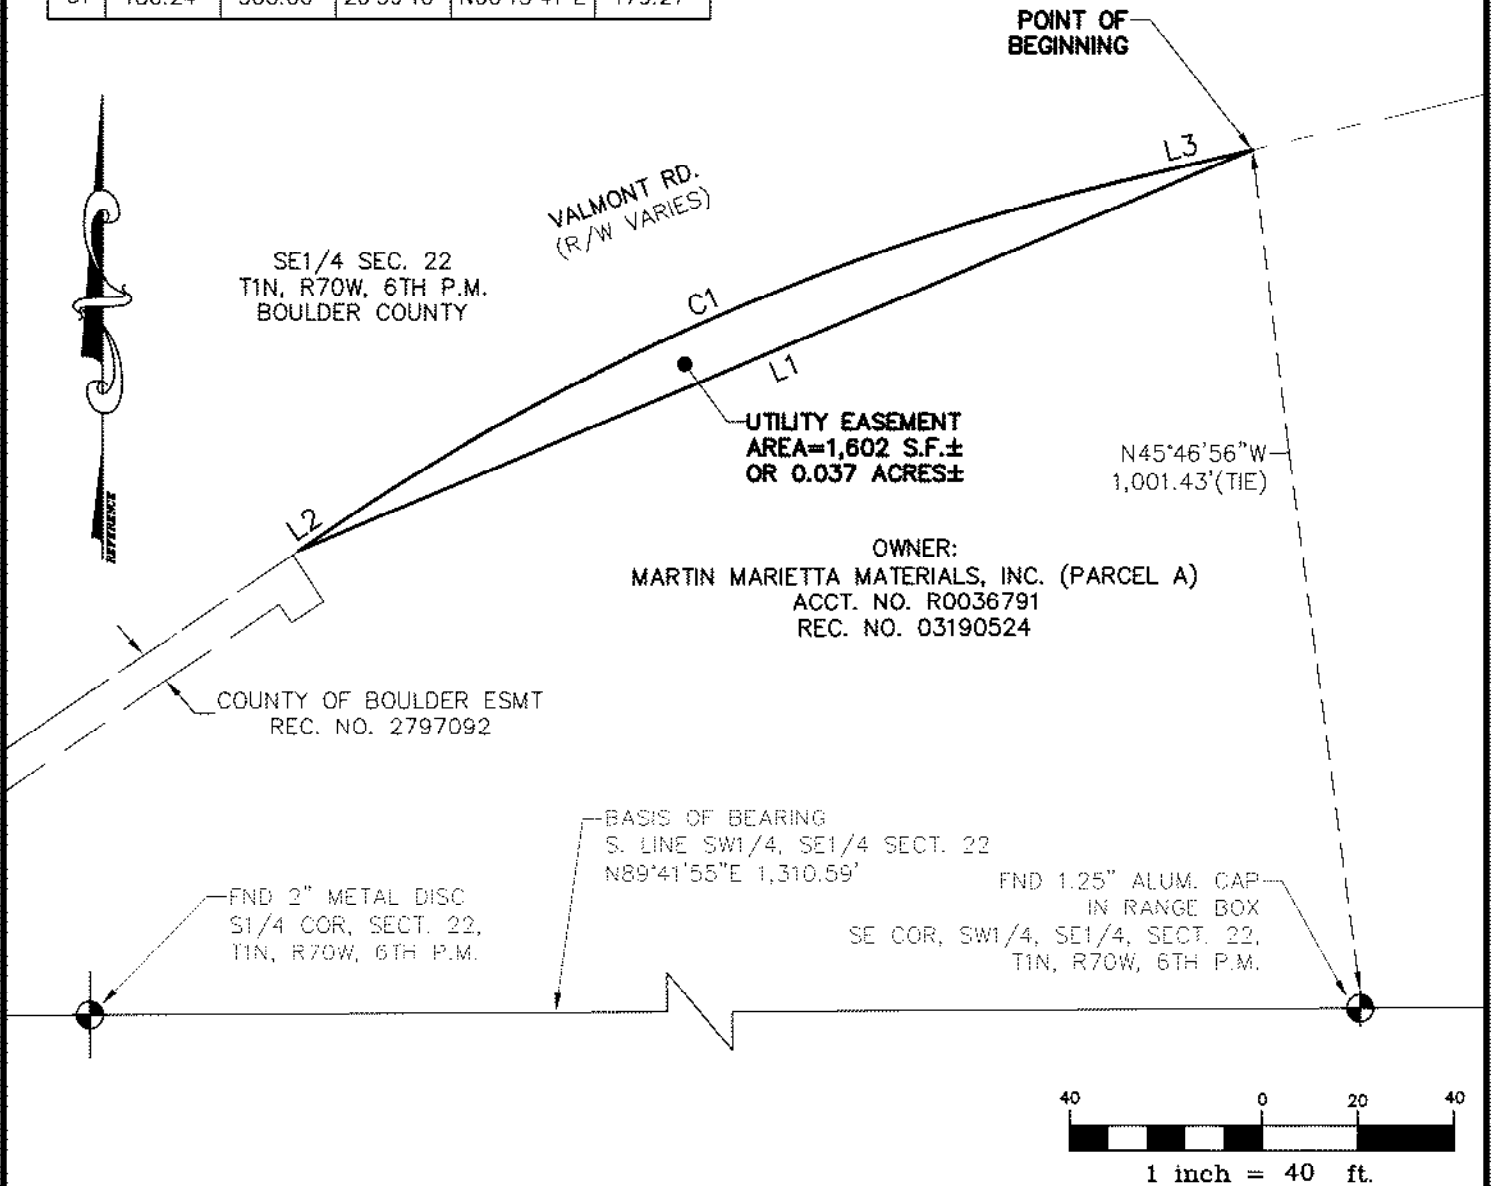 POINT OF
BEGINNING
L3
VALMONT RD.
(R/W VARIES)
SE1/4 SEC. 22
T1N, R70W, 6TH P.M.
BOULDER COUNTY
C1
L1
UTILITY EASEMENT
AREA=1,602 S.F.±
OR 0.037 ACRES±
N45°46'56"W
1,001.43'(TIE)
REFERENCE
L2
OWNER:
MARTIN MARIETTA MATERIALS, INC. (PARCEL A)
ACCT. NO. R0036791
REC. NO. 03190524
COUNTY OF BOULDER ESMT
REC. NO. 2797092
BASIS OF BEARING
S. LINE SW1/4, SE1/4 SECT. 22
N89°41'55"E 1,310.59'
FND 2" METAL DISC
S1/4 COR, SECT. 22,
T1N, R70W, 6TH P.M.
FND 1.25" ALUM. CAP
IN RANGE BOX
SE COR, SW1/4, SE1/4, SECT. 22,
T1N, R70W, 6TH P.M.
40 0 20 40
1 inch = 40 ft.